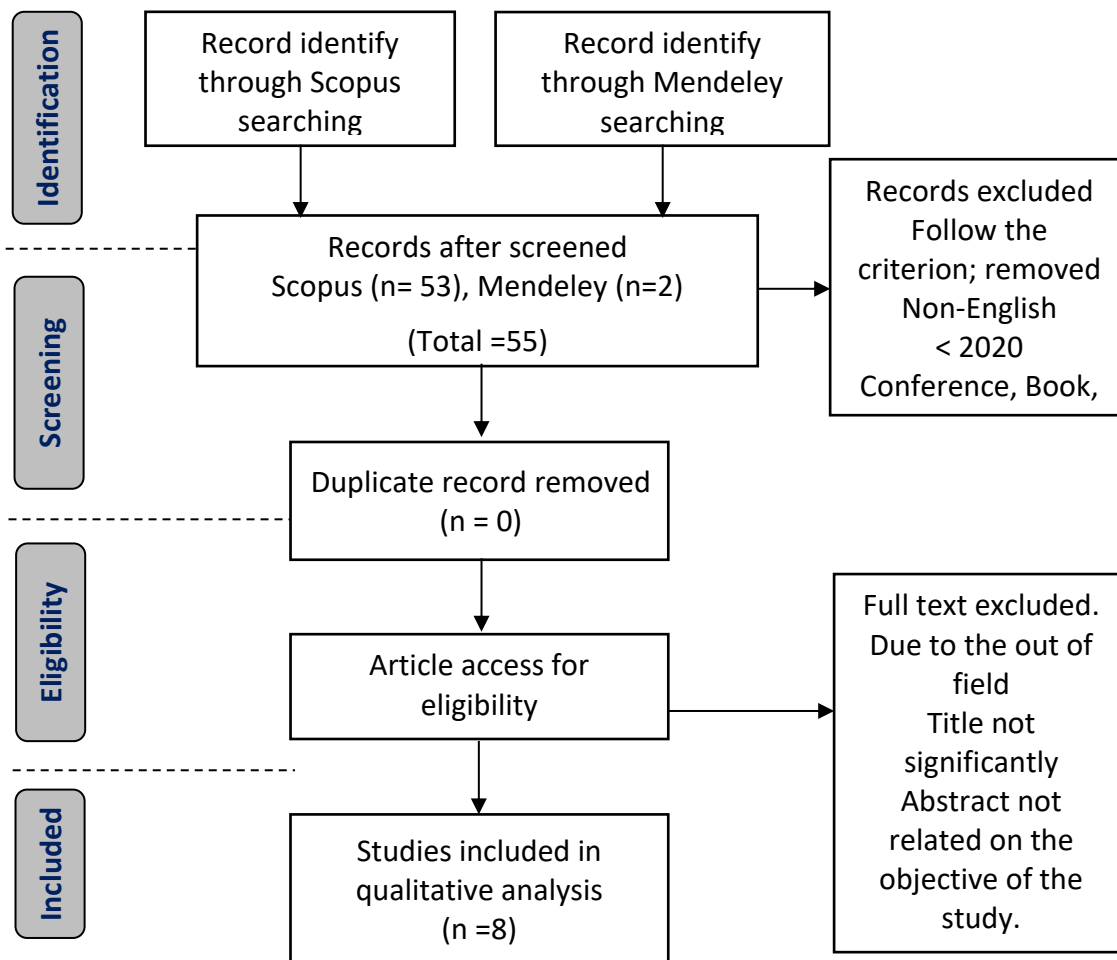 Identification
Record identify
through Scopus
searching
Record identify
through Mendeley
searching
Records after screened
Scopus (n= 53), Mendeley (n=2)
(Total =55)
Records excluded
Follow the
criterion; removed
Non-English
< 2020
Conference, Book,
Screening
Duplicate record removed
(n = 0)
Eligibility
Article access for
eligibility
Full text excluded.
Due to the out of
field
Title not
significantly
Abstract not
related on the
objective of the
study.
Included
Studies included in
qualitative analysis
(n =8)